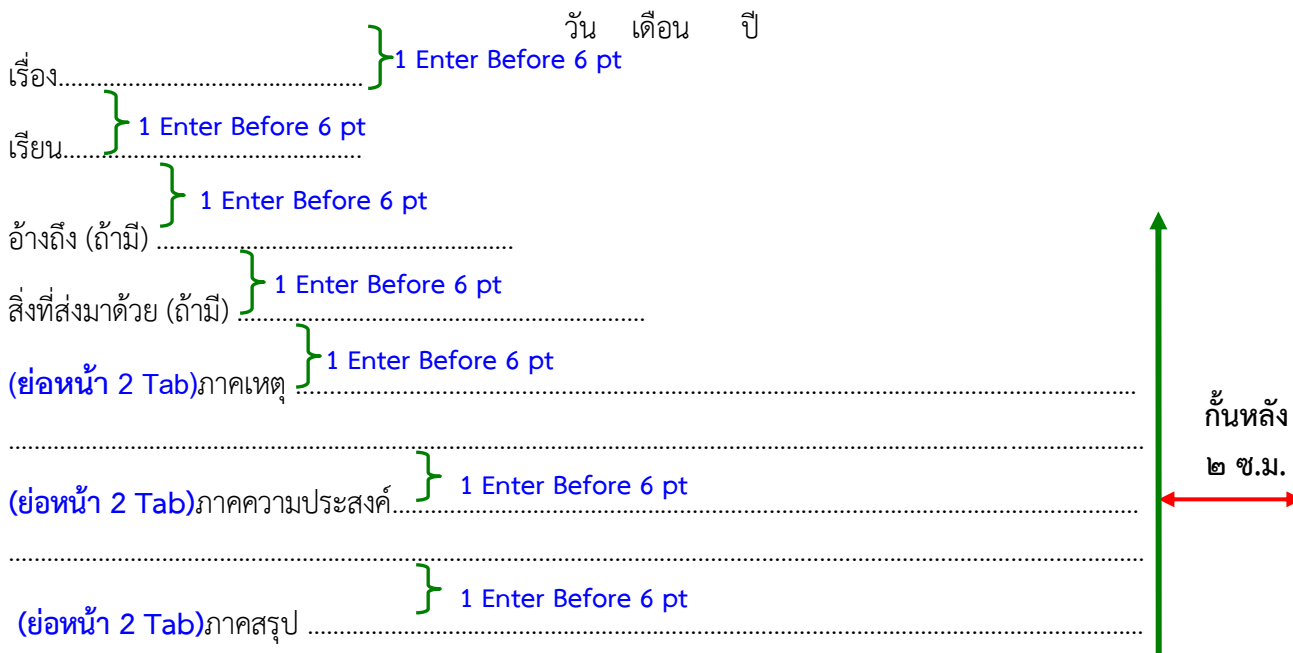 วัน เดือน ปี
1 Enter Before 6 pt
เรื่อง................................................
1 Enter Before 6 pt
เรียน...............................................
1 Enter Before 6 pt
อ้างถึง (ถ้ามี) ........................................................
1 Enter Before 6 pt
สิ่งที่ส่งมาด้วย (ถ้ามี) ................................................................
1 Enter Before 6 pt
(ย่อหน้า 2 Tab)ภาคเหตุ ....................................................................................................................................
กั้นหลัง
..................................................................................................................................................................................
๒ ซ.ม.
1 Enter Before 6 pt
(ย่อหน้า 2 Tab)ภาคความประสงค์.....................................................................................................................
..................................................................................................................................................................................
1 Enter Before 6 pt
(ย่อหน้า 2 Tab)ภาคสรุป ...................................................................................................................................